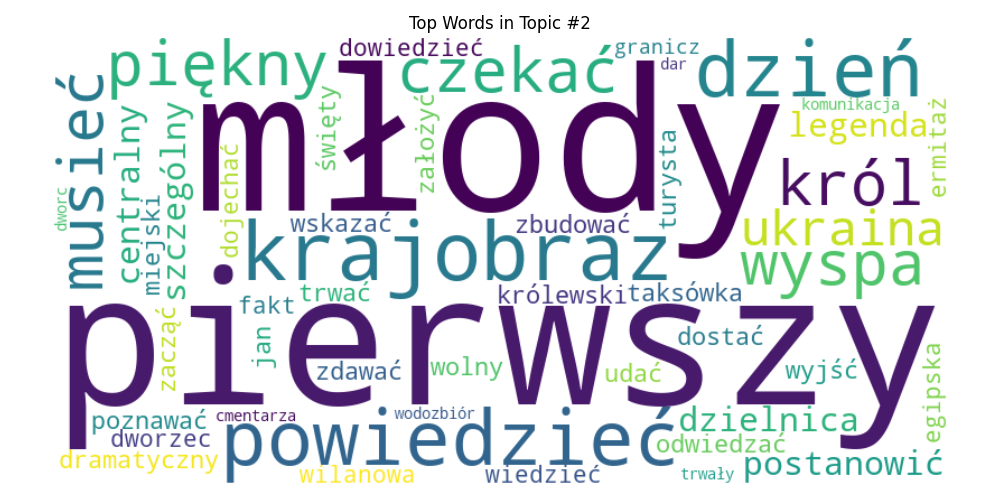 Top Words in Topic #2
dowiedzieć
granicz
dar
piękny
czekać
dzień
musieć
centralny
szczególny
święty
założyć
młody
komunikacja
legenda
ermitaż
król
turysta
dworc
miejski
dojechać
wskazać
zbudować
ukraina
krajobraz
wyspa
pierwszy
fakt
trwać
królewski
taksówka
zacząć
jan
zdawać
wolny
udać
dostać
wyjść
egipska
poznawać
cmentarza
wodozbiór
dzielnica
dworzec
powiedzieć
odwiedzać
dramatyczny
wilanowa
wiedzieć
trwały
postanowić